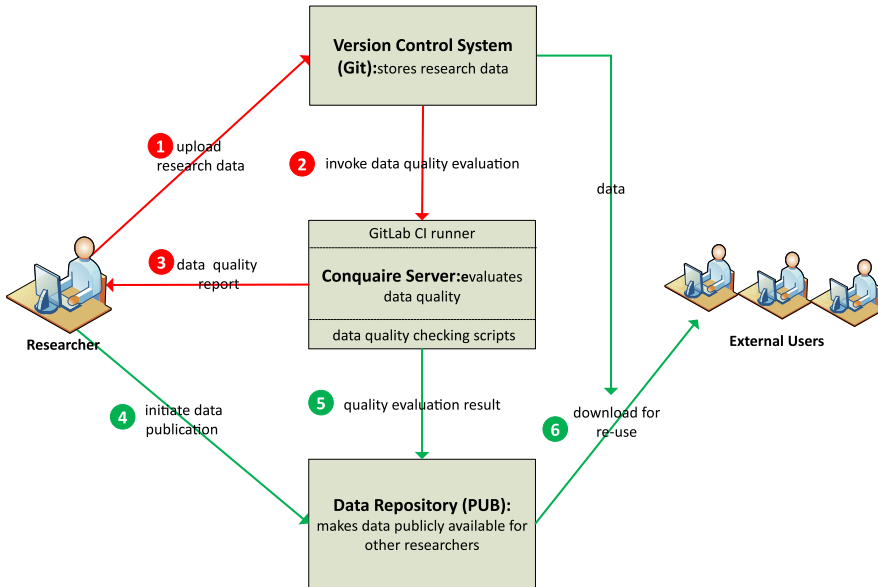 Version Control System
(Git):stores research data
1 upload
research data
2 invoke data quality evaluation
data
GitLab CI runner
3 data quality
report
Conquaire Server:evaluates
data quality
data quality checking scripts
Researcher
External Users
4 initiate data
publication
5 quality evaluation result
6 download for
re-use
Data Repository (PUB):
makes data publicly available for
other researchers